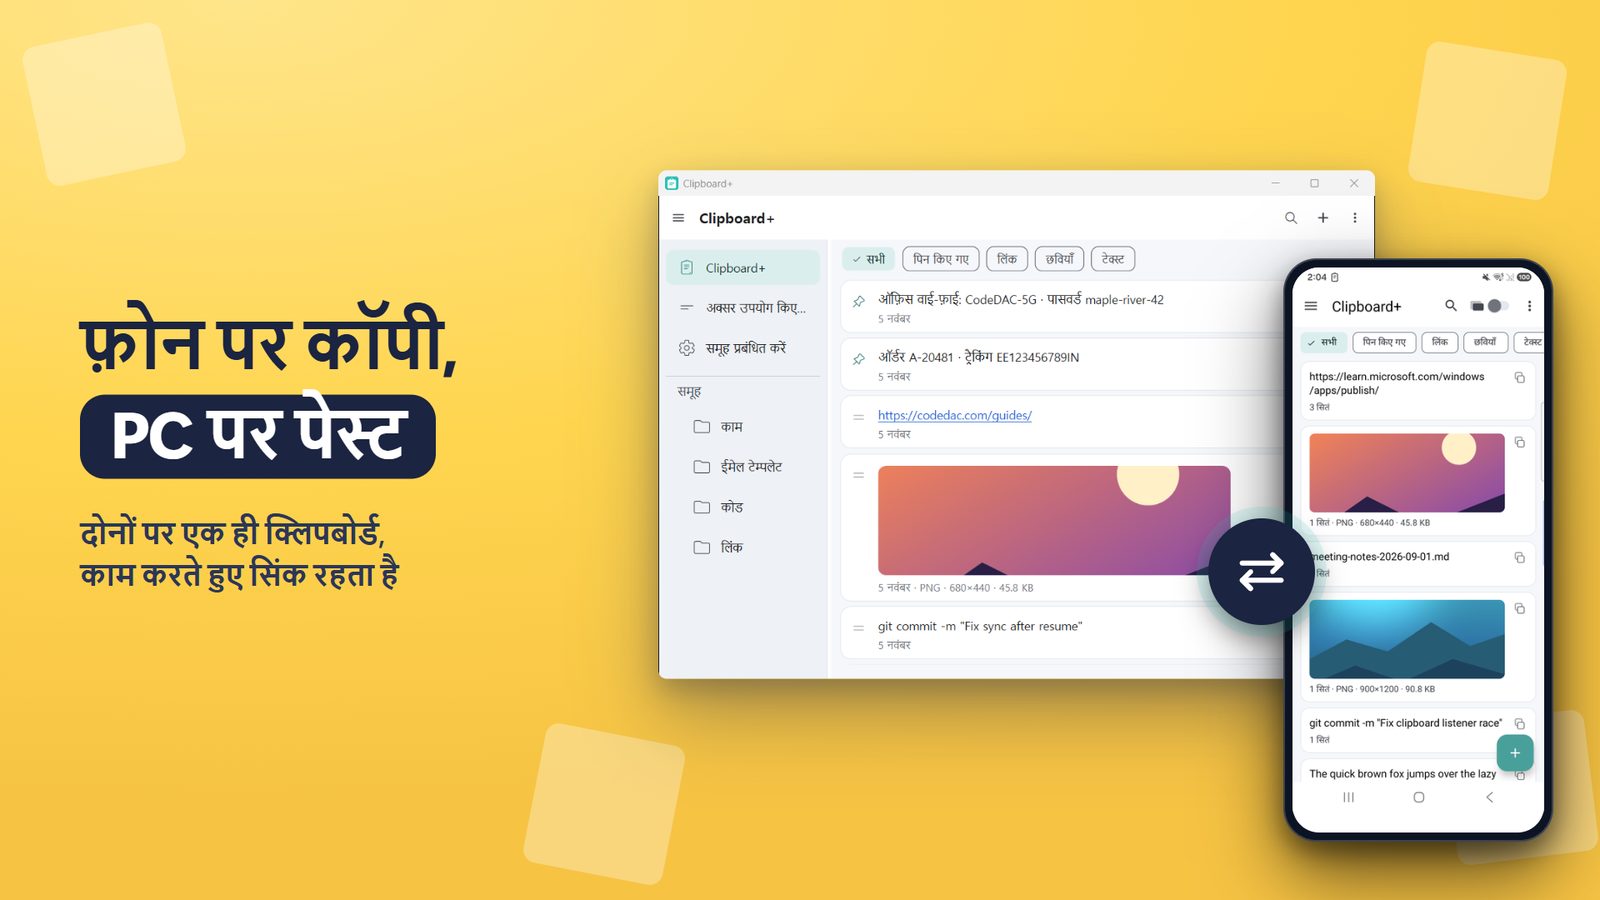 फ़ोन पर कॉपी,
PC पर पेस्ट
दोनों पर एक ही क्लिपबोर्ड,
काम करते हुए सिंक रहता है
Clipboard+
Clipboard+
Clipboard+
अक्सर उपयोग किए...
समूह प्रबंधित करें
समूह
काम
ईमेल टेम्पलेट
कोड
लिंक
सभी
पिन किए गए
लिंक
छवियाँ
टेक्स्ट
ऑफ़िस वाई-फ़ाई: CodeDAC-5G · पासवर्ड maple-river-42
5 नवंबर
ऑर्डर A-20481 · ट्रैकिंग EE123456789IN
5 नवंबर
https://codedac.com/guides/
5 नवंबर
5 नवंबर · PNG · 680×440 · 45.8 KB
git commit -m "Fix sync after resume"
5 नवंबर
2:04
100
Clipboard+
सभी
पिन किए गए
लिंक
छवियाँ
https://learn.microsoft.com/windows
/apps/publish/
3 सित॰
1 सित॰ · PNG · 680×440 · 45.8 KB
meeting-notes-2026-09-01.md
सित॰
1 सित॰ · PNG · 900×1200 · 90.8 KB
git commit -m "Fix clipboard listener race"
1 सित॰
The quick brown fox jumps over the lazy